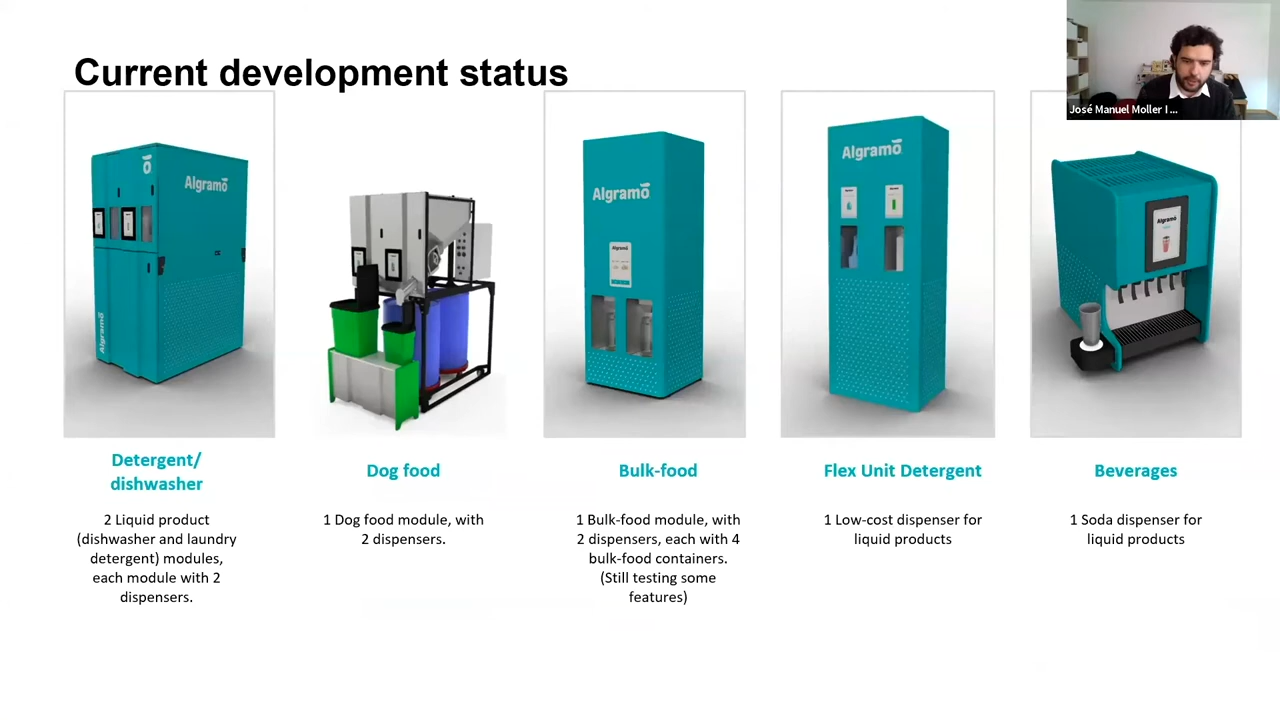 Current development status
José Manuel Moller I ...
Algramo
Algramo
Algramo
Algramo
Algramo
Algramo
Algramo
Detergent/
dishwasher
2 Liquid product
(dishwasher and laundry
detergent) modules,
each module with 2
dispensers.
Dog food
1 Dog food module, with
2 dispensers.
Bulk-food
1 Bulk-food module, with
2 dispensers, each with 4
bulk-food containers.
(Still testing some
features)
Flex Unit Detergent
1 Low-cost dispenser for
liquid products
Beverages
1 Soda dispenser for
liquid products